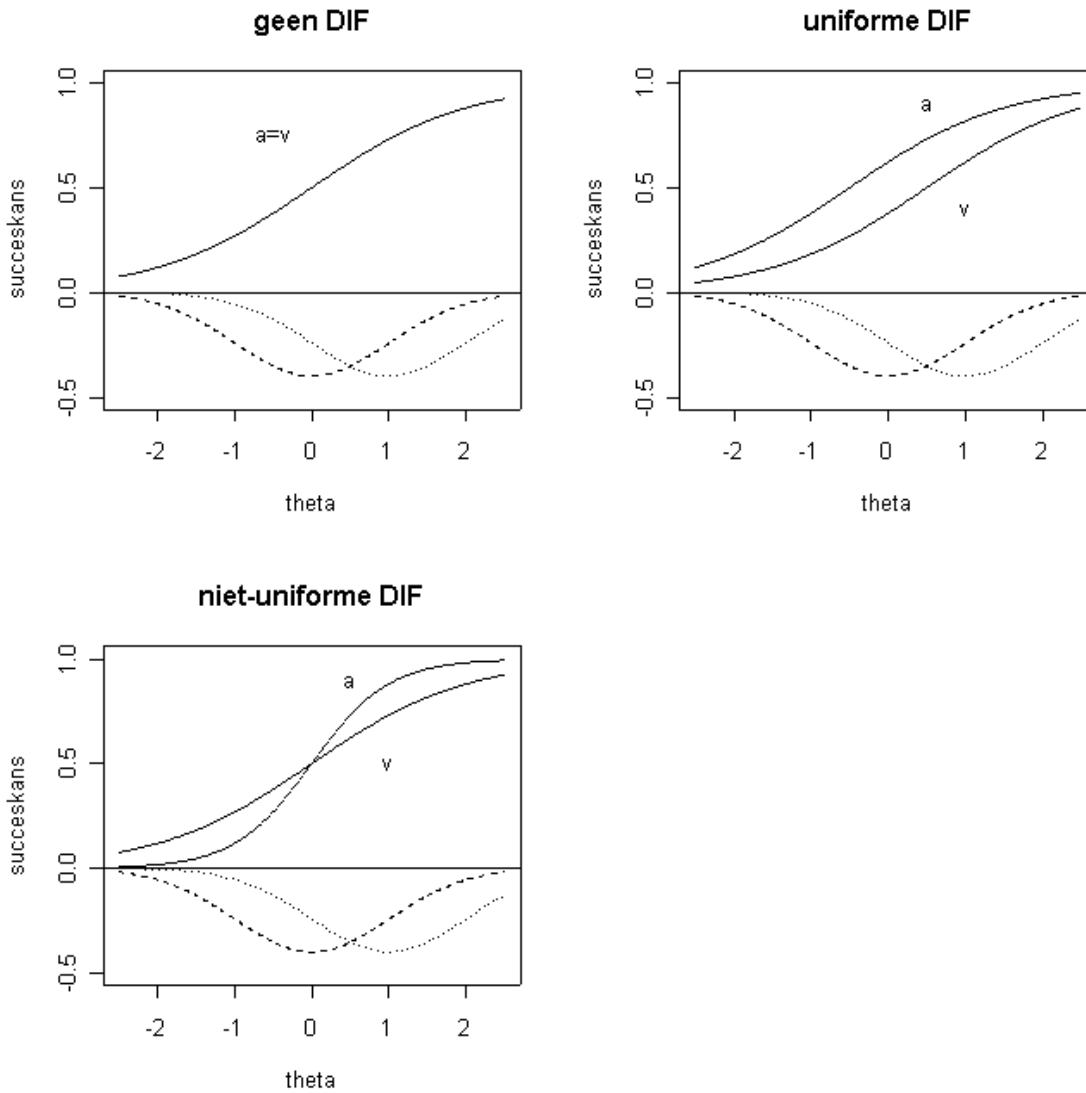 geen DIF
a=v
succeskans
1.0
0.5
0.0
-0.5
-2 -1 0 1 2
theta
uniforme DIF
a
v
succeskans
1.0
0.5
0.0
-0.5
-2 -1 0 1 2
theta
niet-uniforme DIF
a
v
succeskans
1.0
0.5
0.0
-0.5
-2 -1 0 1 2
theta